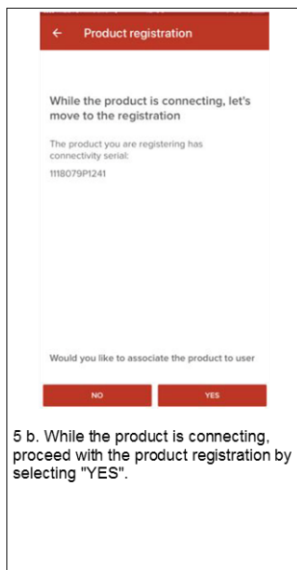 ← Product registration
While the product is connecting, let's
move to the registration
The product you are registering has
connectivity serial:
1118079P1241
Would you like to associate the product to user
NO YES
5 b. While the product is connecting,
proceed with the product registration by
selecting "YES".